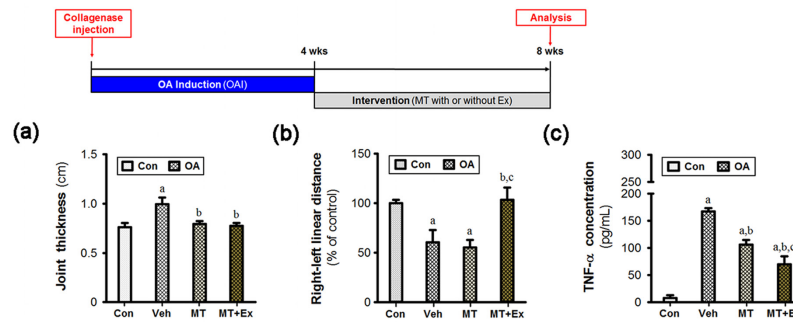 Collagenase
injection
Analysis
4 wks
8 wks
OA Induction (OAI)
Intervention (MT with or without Ex)
(a)
Joint thickness (cm)
1.5
1.0
0.5
0
Con OA
a
b
b
Con Veh MT MT+Ex
(b)
Right-left linear distance
(% of control)
150
100
50
0
Con OA
a
a
b,c
Con Veh MT MT+Ex
(c)
TNF-α concentration
(pg/mL)
300
250
200
150
100
50
0
Con OA
a
a,b
a,b,c
Con Veh MT MT+E